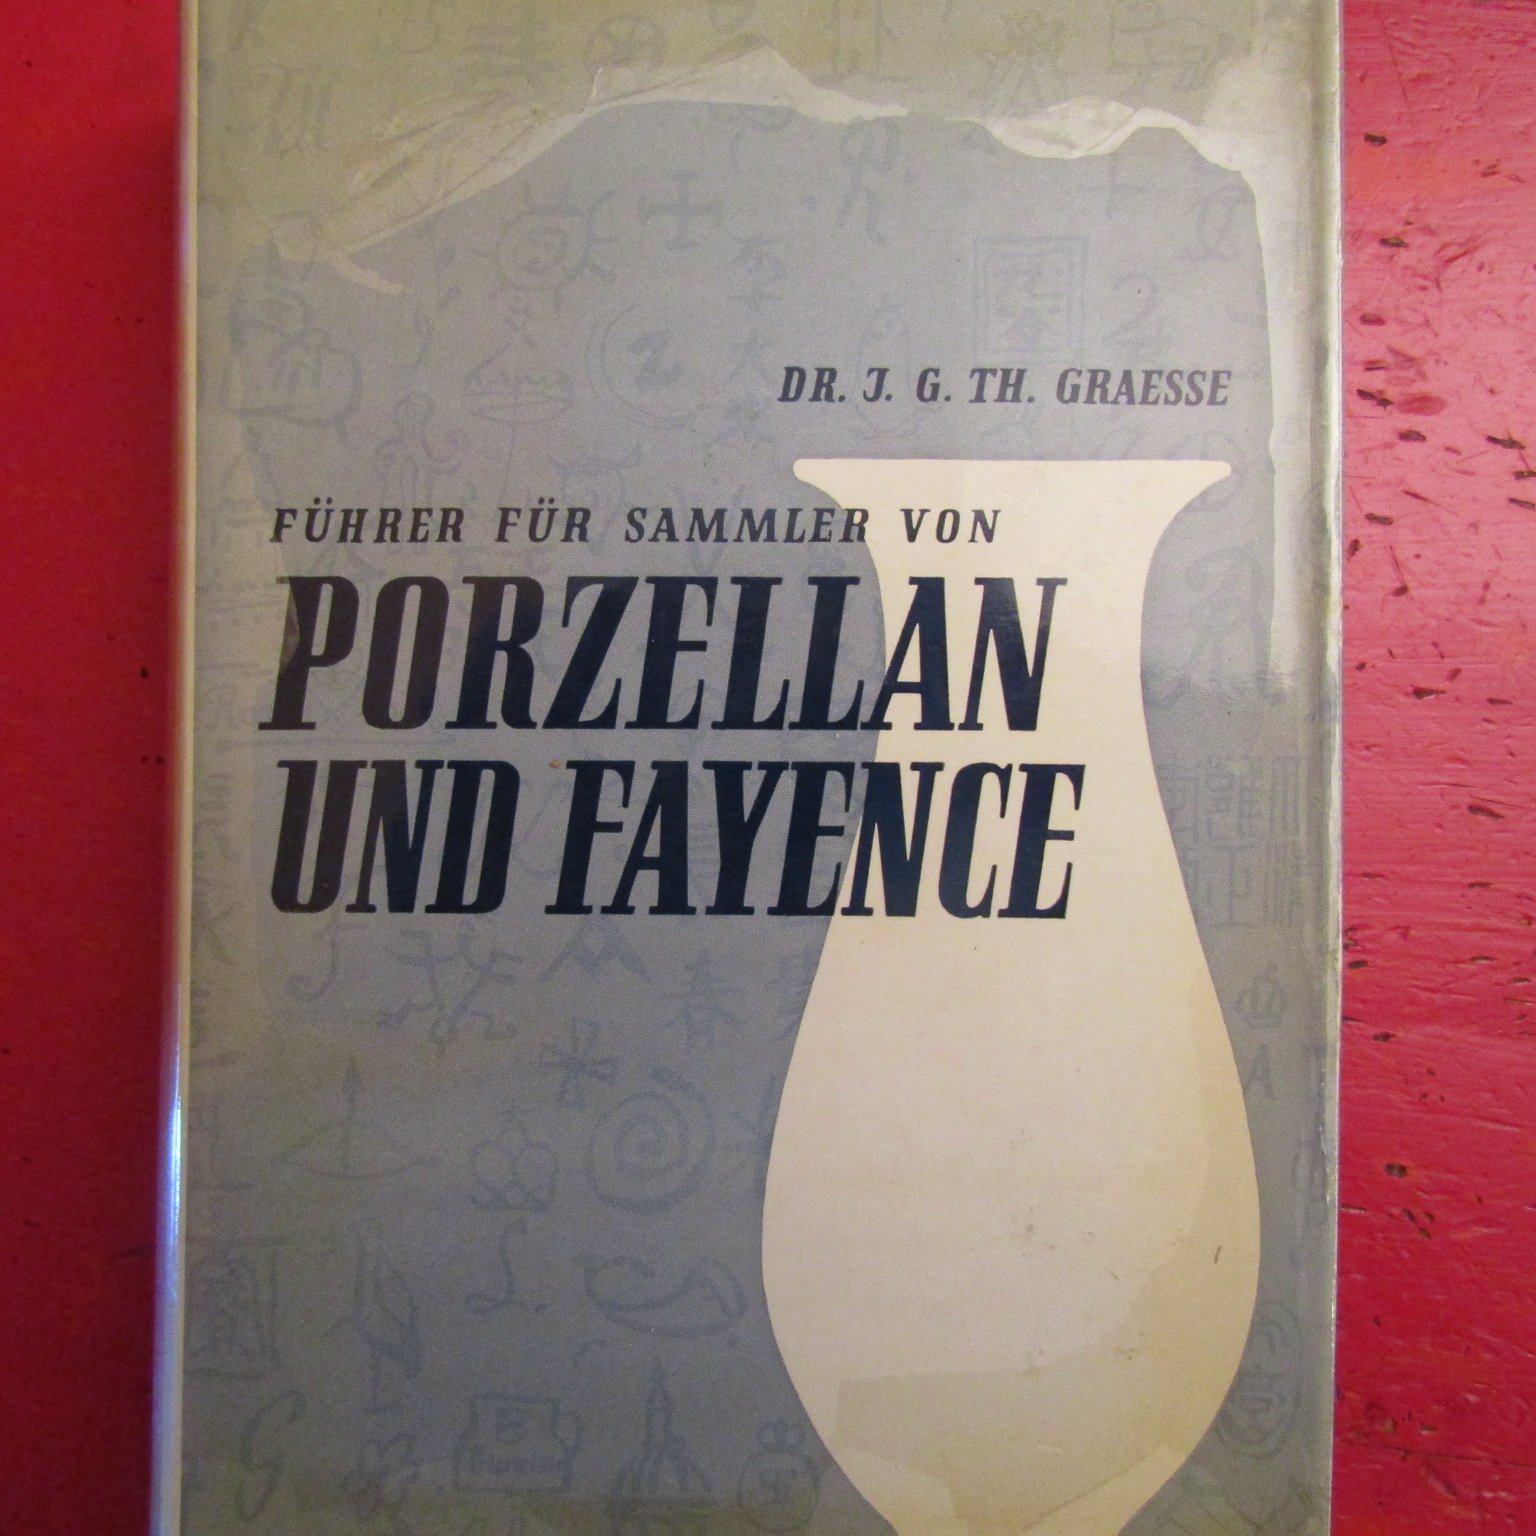 DR. J. G. TH. GRAESSE
FÜHRER FÜR SAMMLER VON
PORZELLAN
UND FAYENCE